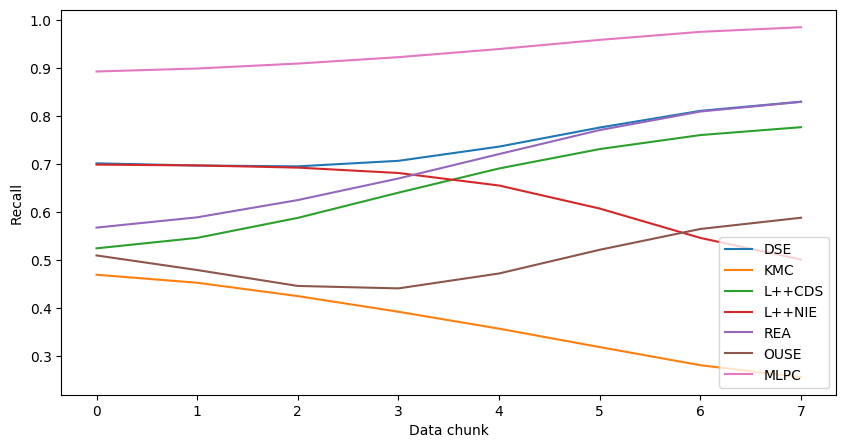 1.0
0.9
0.8
0.7
0.6
0.5
0.4
0.3
Recall
0 1 2 3 4 5 6 7
Data chunk
DSE
KMC
L++CDS
L++NIE
REA
OUSE
MLPC